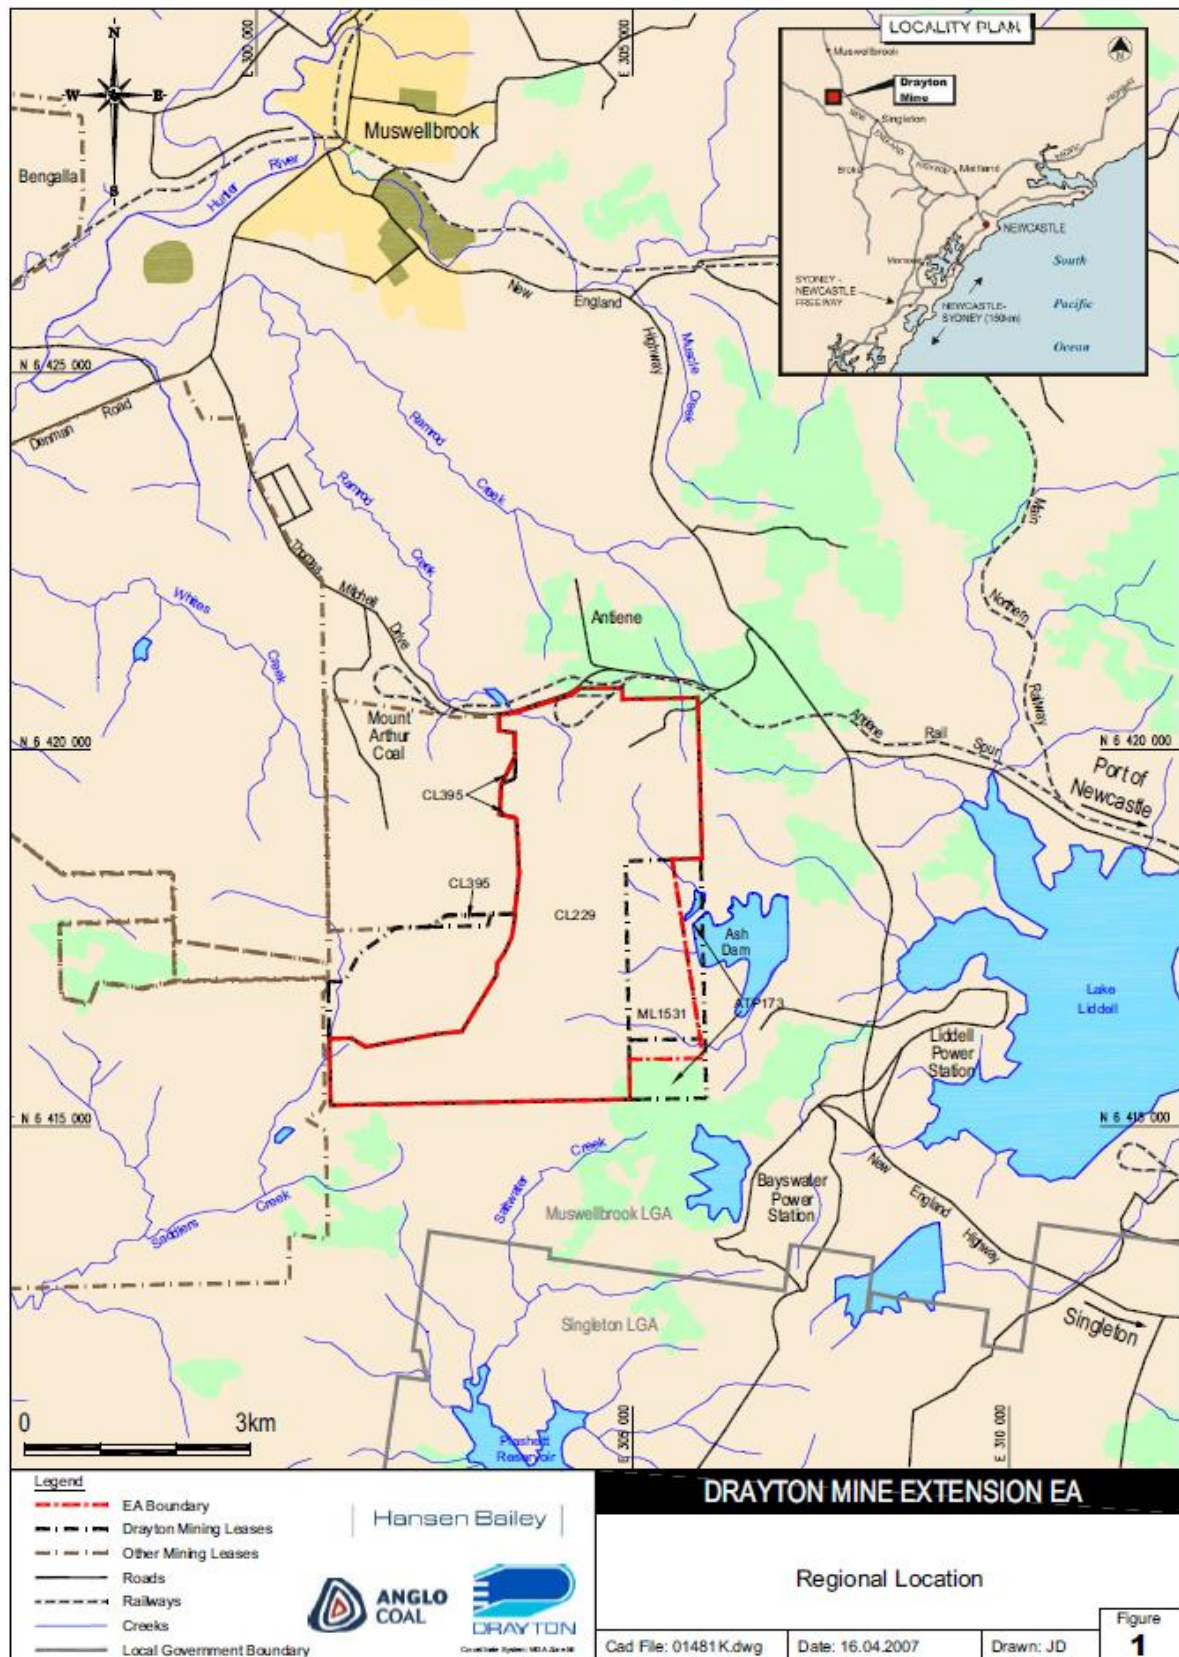 LOCALITY PLAN
N
Muswellbrook
Drayton
Mine
Singleton
NEW
ENGLAND
HIGHWAY
Broke
Maitland
PACIFIC
HIGHWAY
NEWCASTLE
SYDNEY -
NEWCASTLE
FREEWAY
NEWCASTLE-
SYDNEY (150km)
South
Pacific
Ocean
N
W
E
S
E 300 000
E 305 000
Bengalla
Muswellbrook
Hunter River
New England Highway
Muscle Creek
N 6 425 000
Denman Road
Ramrod Creek
Ramrod Creek
Thomas Mitchell Drive
Whites Creek
Antiene
Main Northern Railway
Mount
Arthur
Coal
N 6 420 000
Antiene Rail Spur
N 6 420 000
Port of
Newcastle
CL395
CL395
CL229
Ash
Dam
ATP173
ML1531
Lake
Liddell
Liddell
Power
Station
N 6 415 000
N 6 415 000
Saltwater Creek
Saddlers Creek
Bayswater
Power
Station
New England Highway
Muswellbrook LGA
Singleton LGA
Singleton
0 3km
Plashett
Reservoir
E 305 000
E 310 000
Legend
EA Boundary
Drayton Mining Leases
Other Mining Leases
Roads
Railways
Creeks
Local Government Boundary
Hansen Bailey
ANGLO
COAL
DRAYTON
DRAYTON MINE EXTENSION EA
Regional Location
Cad File: 01481K.dwg
Date: 16.04.2007
Drawn: JD
Figure
1